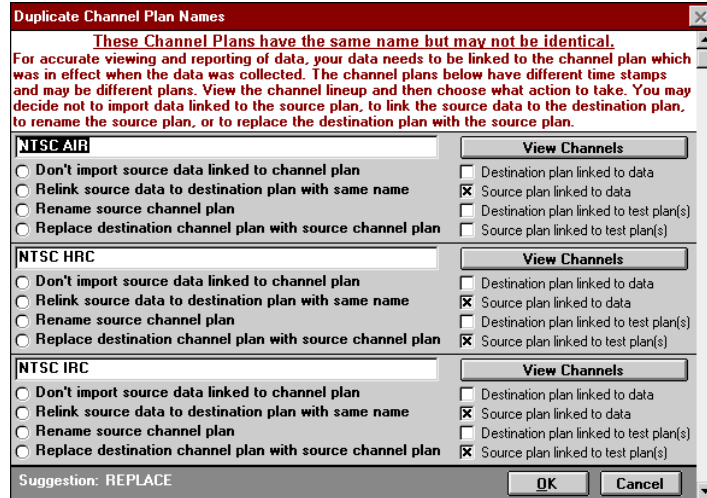 Duplicate Channel Plan Names
These Channel Plans have the same name but may not be identical.
For accurate viewing and reporting of data, your data needs to be linked to the channel plan which
was in effect when the data was collected. The channel plans below have different time stamps
and may be different plans. View the channel lineup and then choose what action to take. You may
decide not to import data linked to the source plan, to link the source data to the destination plan,
to rename the source plan, or to replace the destination plan with the source plan.
NTSC AIR
View Channels
Don't import source data linked to channel plan
Destination plan linked to data
Relink source data to destination plan with same name
Source plan linked to data
Rename source channel plan
Destination plan linked to test plan(s)
Replace destination channel plan with source channel plan
Source plan linked to test plan(s)
NTSC HRC
View Channels
Don't import source data linked to channel plan
Destination plan linked to data
Relink source data to destination plan with same name
Source plan linked to data
Rename source channel plan
Destination plan linked to test plan(s)
Replace destination channel plan with source channel plan
Source plan linked to test plan(s)
NTSC IRC
View Channels
Don't import source data linked to channel plan
Destination plan linked to data
Relink source data to destination plan with same name
Source plan linked to data
Rename source channel plan
Destination plan linked to test plan(s)
Replace destination channel plan with source channel plan
Source plan linked to test plan(s)
Suggestion: REPLACE
OK
Cancel